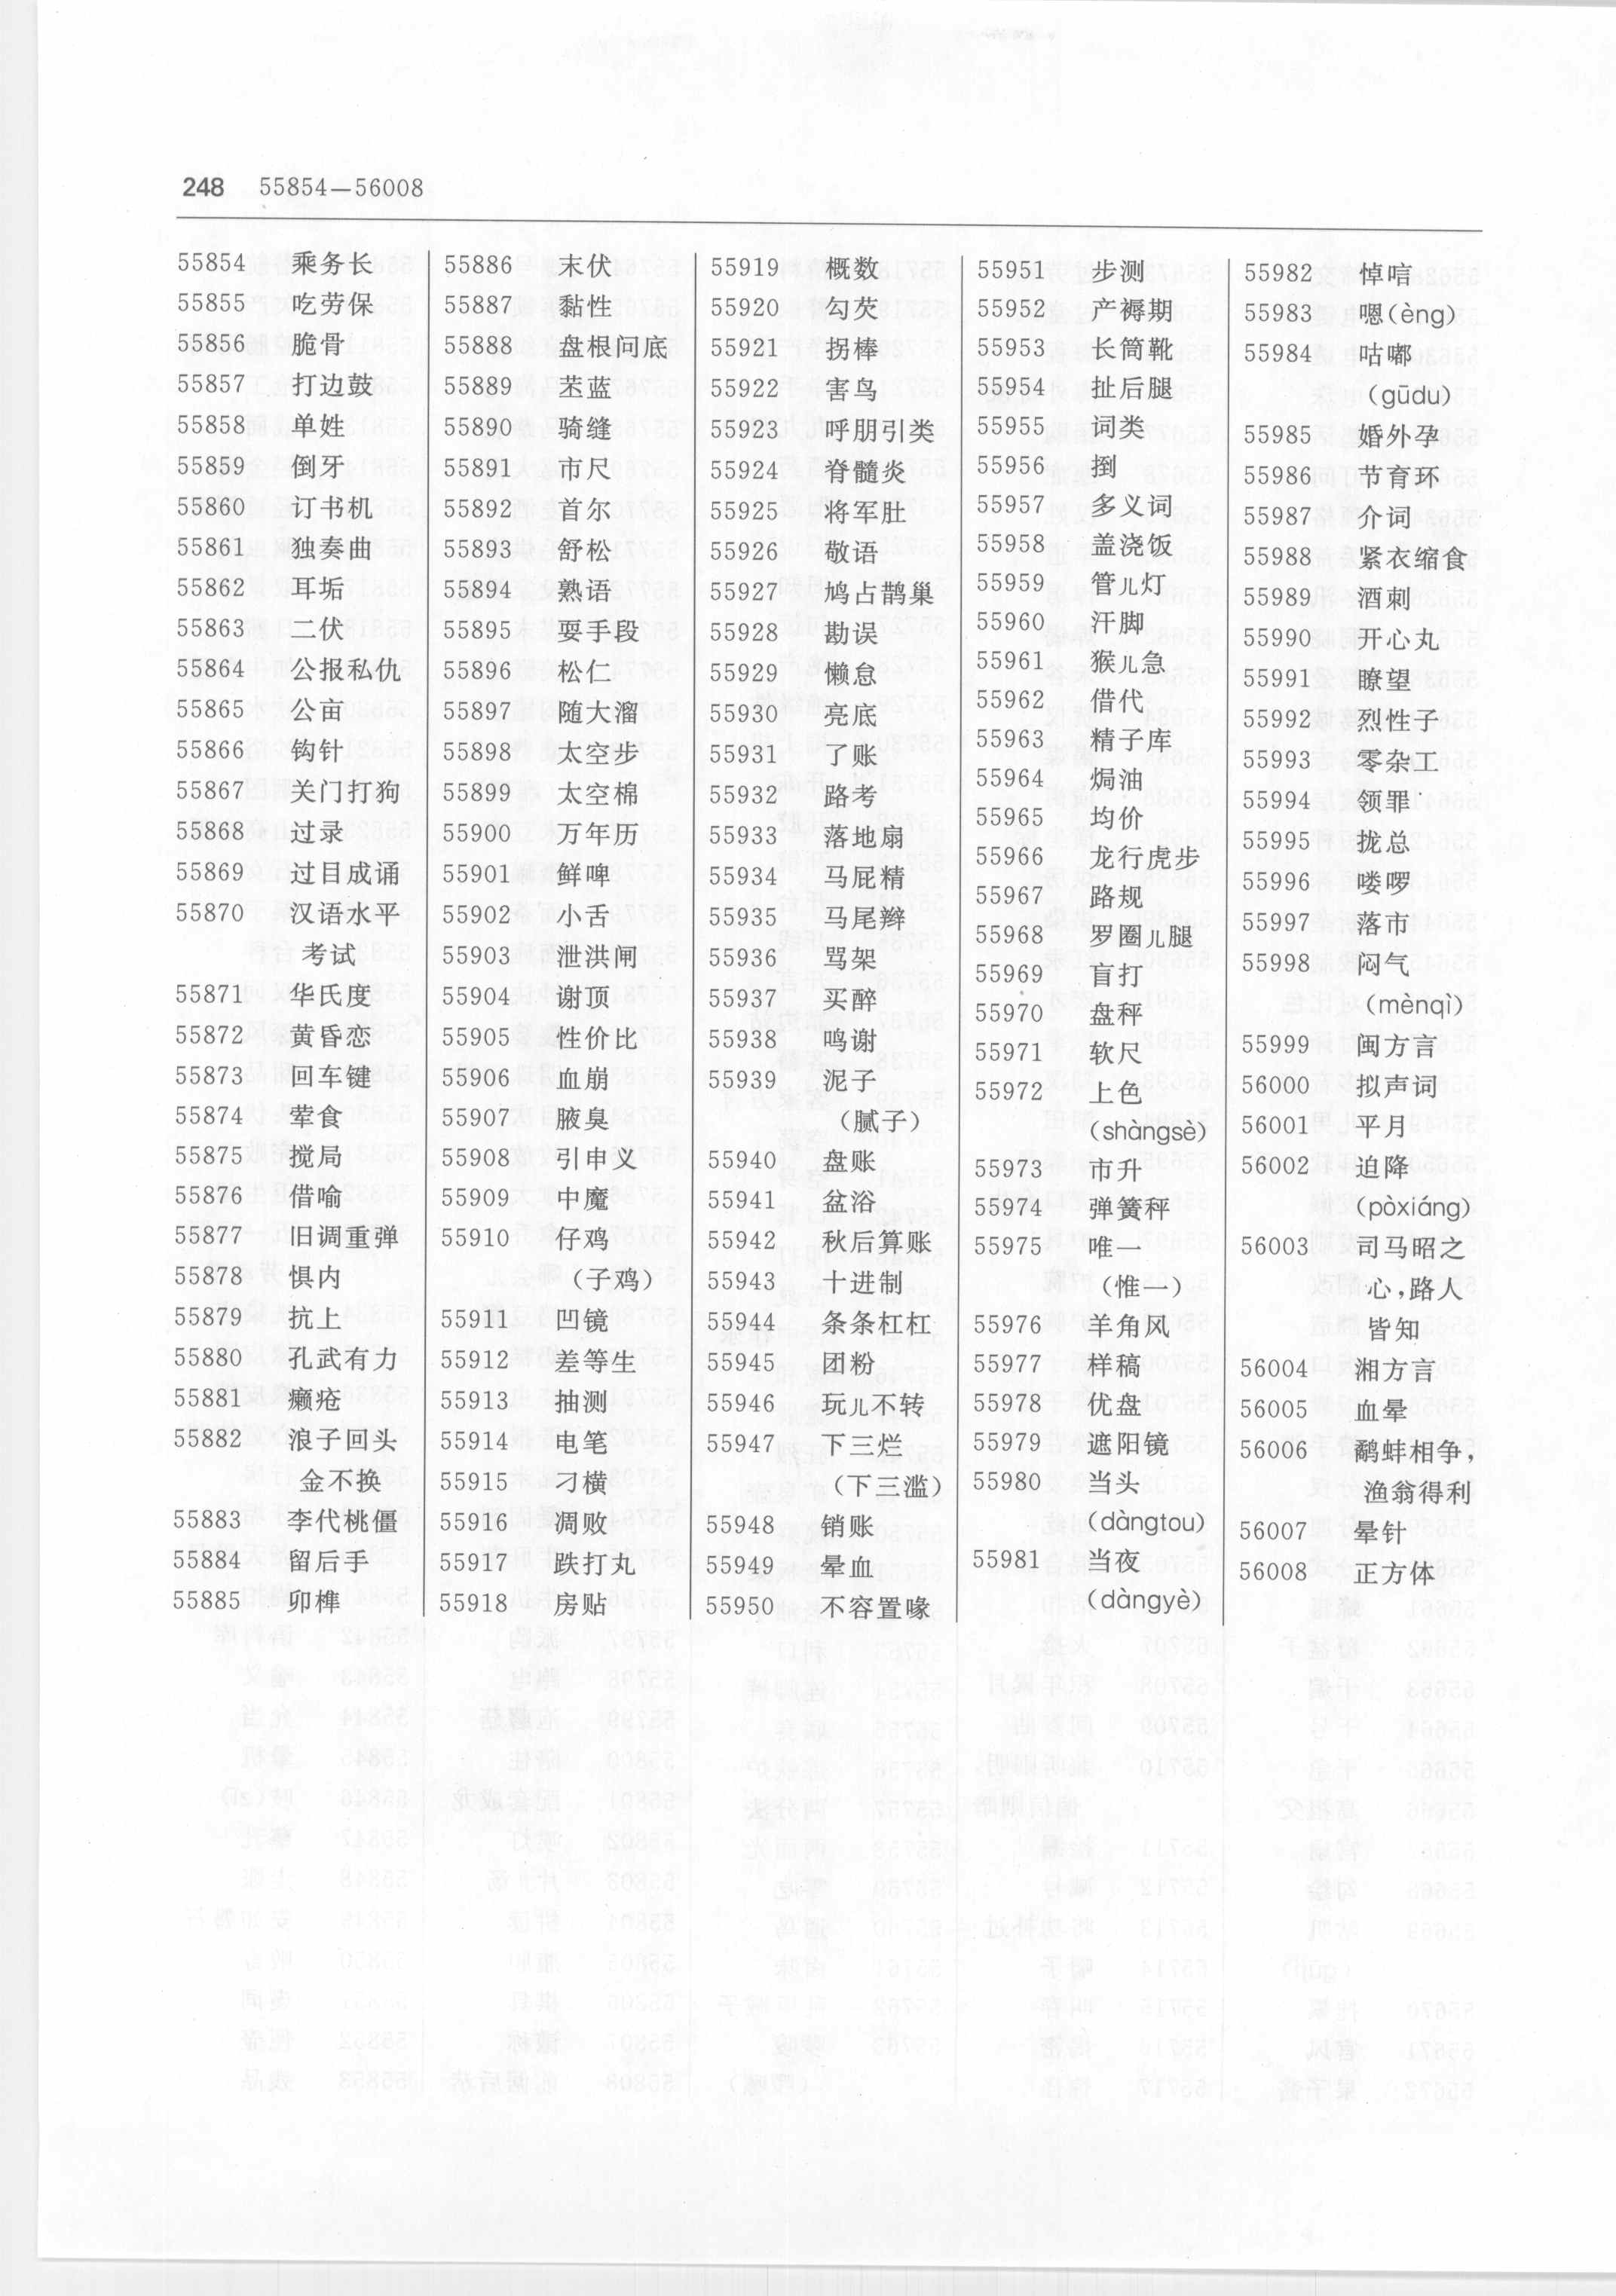 248 55854—56008
55854 乘务长
55855 吃劳保
55856 脆骨
55857 打边鼓
55858 单姓
55859 倒牙
55860 订书机
55861 独奏曲
55862 耳垢
55863 二伏
55864 公报私仇
55865 公亩
55866 钩针
55867 关门打狗
55868 过录
55869 过目成诵
55870 汉语水平
考试
55871 华氏度
55872 黄昏恋
55873 回车键
55874 荤食
55875 搅局
55876 借喻
55877 旧调重弹
55878 惧内
55879 抗上
55880 孔武有力
55881 癞疮
55882 浪子回头
金不换
55883 李代桃僵
55884 留后手
55885 卯榫
55886 末伏
55887 黏性
55888 盘根问底
55889 苤蓝
55890 骑缝
55891 市尺
55892 首尔
55893 舒松
55894 熟语
55895 耍手段
55896 松仁
55897 随大溜
55898 太空步
55899 太空棉
55900 万年历
55901 鲜啤
55902 小舌
55903 泄洪闸
55904 谢顶
55905 性价比
55906 血崩
55907 腋臭
55908 引申义
55909 中魔
55910 仔鸡
（子鸡）
55911 凹镜
55912 差等生
55913 抽测
55914 电笔
55915 刁横
55916 凋败
55917 跌打丸
55918 房贴
55919 概数
55920 勾芡
55921 拐棒
55922 害鸟
55923 呼朋引类
55924 脊髓炎
55925 将军肚
55926 敬语
55927 鸠占鹊巢
55928 勘误
55929 懒怠
55930 亮底
55931 了账
55932 路考
55933 落地扇
55934 马屁精
55935 马尾辫
55936 骂架
55937 买醉
55938 鸣谢
55939 泥子
（腻子）
55940 盘账
55941 盆浴
55942 秋后算账
55943 十进制
55944 条条杠杠
55945 团粉
55946 玩儿不转
55947 下三烂
（下三滥）
55948 销账
55949 晕血
55950 不容置喙
55951 步测
55952 产褥期
55953 长筒靴
55954 扯后腿
55955 词类
55956 捯
55957 多义词
55958 盖浇饭
55959 管儿灯
55960 汗脚
55961 猴儿急
55962 借代
55963 精子库
55964 焗油
55965 均价
55966 龙行虎步
55967 路规
55968 罗圈儿腿
55969 盲打
55970 盘秤
55971 软尺
55972 上色
（shàngsè）
55973 市升
55974 弹簧秤
55975 唯一
（惟一）
55976 羊角风
55977 样稿
55978 优盘
55979 遮阳镜
55980 当头
（dàngtou）
55981 当夜
（dàngyè）
55982 悼唁
55983 嗯（èng）
55984 咕嘟
（gūdu）
55985 婚外孕
55986 节育环
55987 介词
55988 紧衣缩食
55989 酒刺
55990 开心丸
55991 瞭望
55992 烈性子
55993 零杂工
55994 领罪
55995 拢总
55996 喽啰
55997 落市
55998 闷气
（mènqì）
55999 闽方言
56000 拟声词
56001 平月
56002 迫降
（pòxiáng）
56003 司马昭之
心，路人
皆知
56004 湘方言
56005 血晕
56006 鹬蚌相争，
渔翁得利
56007 晕针
56008 正方体